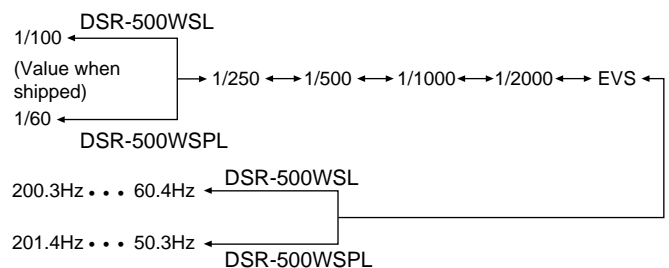 DSR-500WSL
1/100
(Value when
shipped)
1/250 1/500 1/1000 1/2000 EVS
1/60
DSR-500WSPL
DSR-500WSL
200.3Hz • • • 60.4Hz
201.4Hz • • • 50.3Hz
DSR-500WSPL